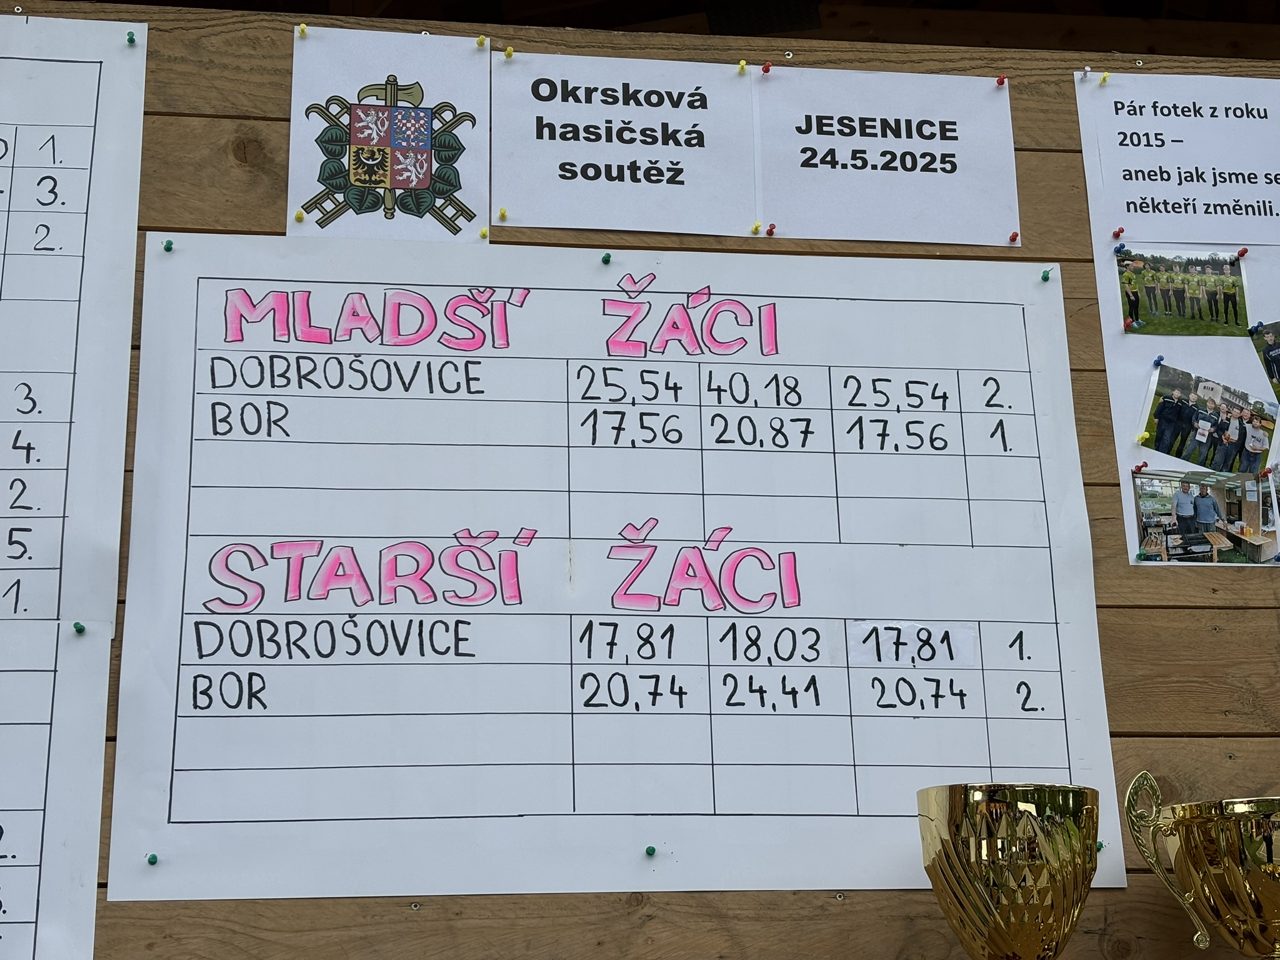 1.
3.
2.
3.
4.
2.
5.
1.
Okrsková
hasičská
soutěž
JESENICE
24.5.2025
Pár fotek z roku
2015 –
aneb jak jsme se
někteří změnili.
MLADŠÍ ŽÁCI
DOBROŠOVICE 25,54 40,18 25,54 2.
BOR 17,56 20,87 17,56 1.
STARŠÍ ŽÁCI
DOBROŠOVICE 17,81 18,03 17,81 1.
BOR 20,74 24,41 20,74 2.